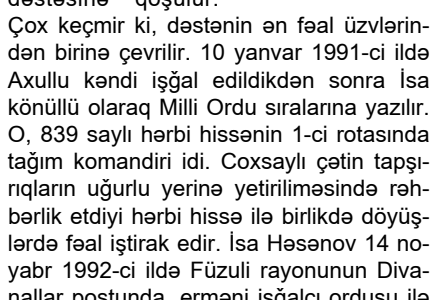 dəstəsinə qoşulur.
Çox keçmir ki, dəstənin ən fəal üzvlərin-
dən birinə çevrilir. 10 yanvar 1991-ci ildə
Axullu kəndi işğal edildikdən sonra İsa
könüllü olaraq Milli Ordu sıralarına yazılır.
O, 839 saylı hərbi hissənin 1-ci rotasında
tağım komandiri idi. Coxsaylı çətin tapşı-
rıqların uğurlu yerinə yetiriliməsində rəh-
bərlik etdiyi hərbi hissə ilə birlikdə döyüş-
lərdə fəal iştirak edir. İsa Həsənov 14 no-
yabr 1992-ci ildə Füzuli rayonunun Diva-
nallar postunda erməni işğalçı ordusu ilə